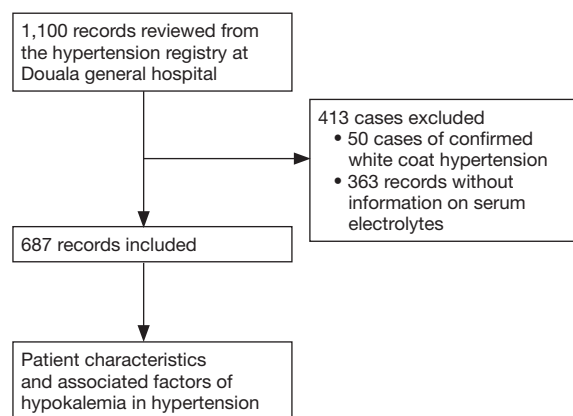 1,100 records reviewed from
the hypertension registry at
Douala general hospital
413 cases excluded
• 50 cases of confirmed
white coat hypertension
• 363 records without
information on serum
electrolytes
687 records included
Patient characteristics
and associated factors of
hypokalemia in hypertension